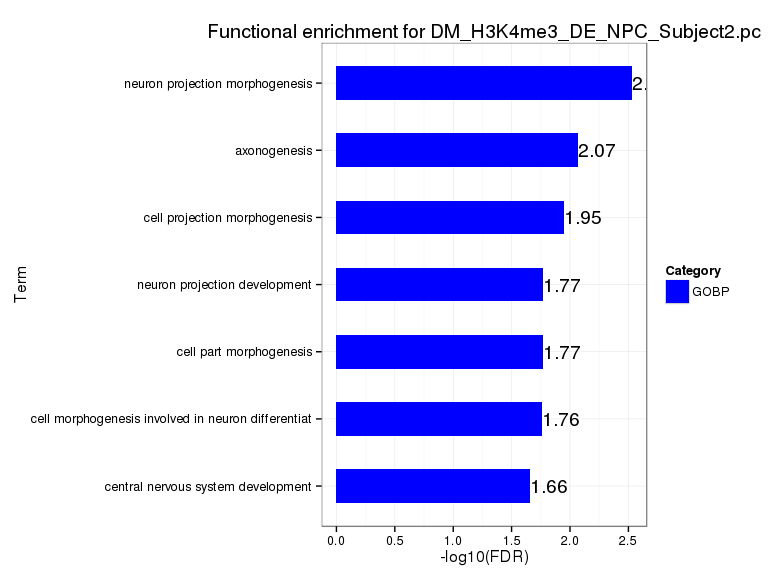 Functional enrichment for DM_H3K4me3_DE_NPC_Subject2.pc
neuron projection morphogenesis
2.
axonogenesis
2.07
cell projection morphogenesis
1.95
neuron projection development
1.77
cell part morphogenesis
1.77
cell morphogenesis involved in neuron differentiat
1.76
central nervous system development
1.66
Term
0.0 0.5 1.0 1.5 2.0 2.5
-log10(FDR)
Category
GOBP